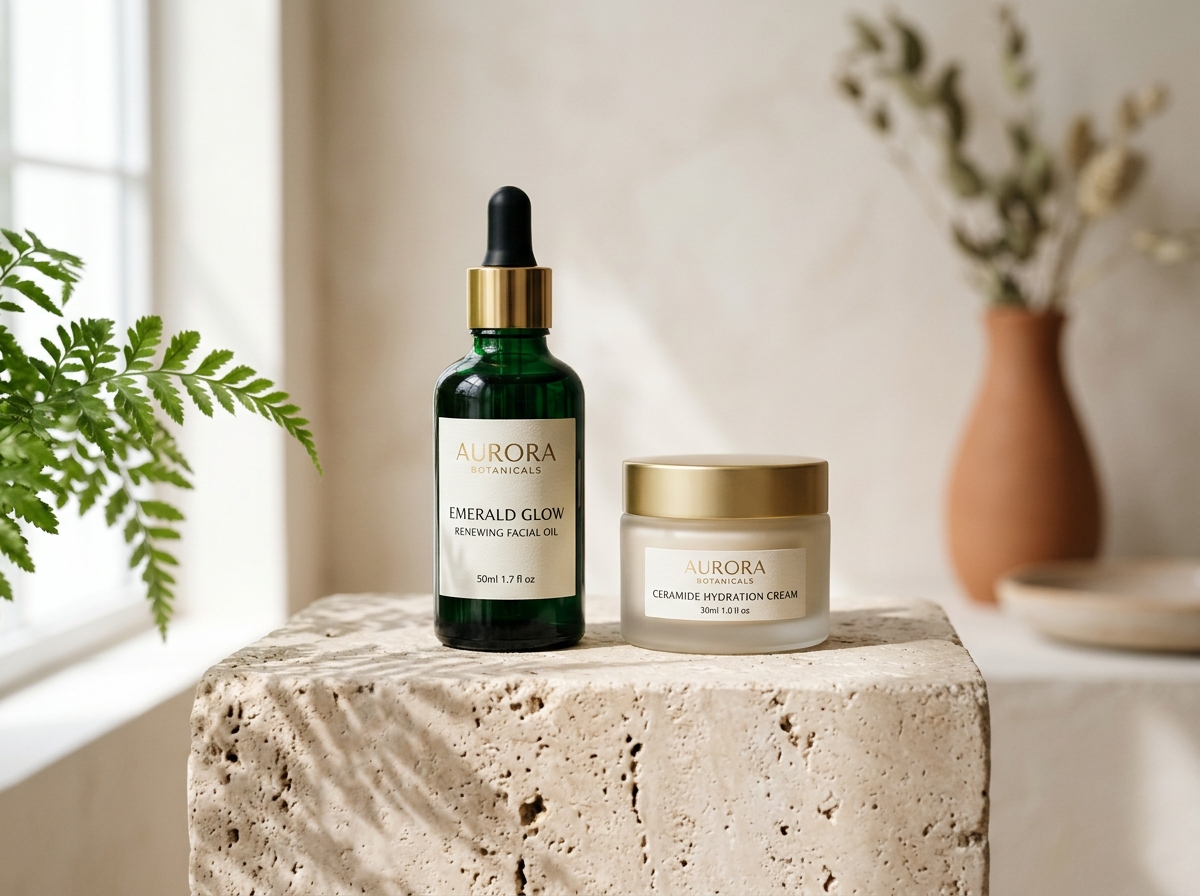 AURORA
BOTANICALS
EMERALD GLOW
RENEWING FACIAL OIL
50ml 1.7 fl oz
AURORA
BOTANICALS
CERAMIDE HYDRATION CREAM
30ml 1.0 ll os